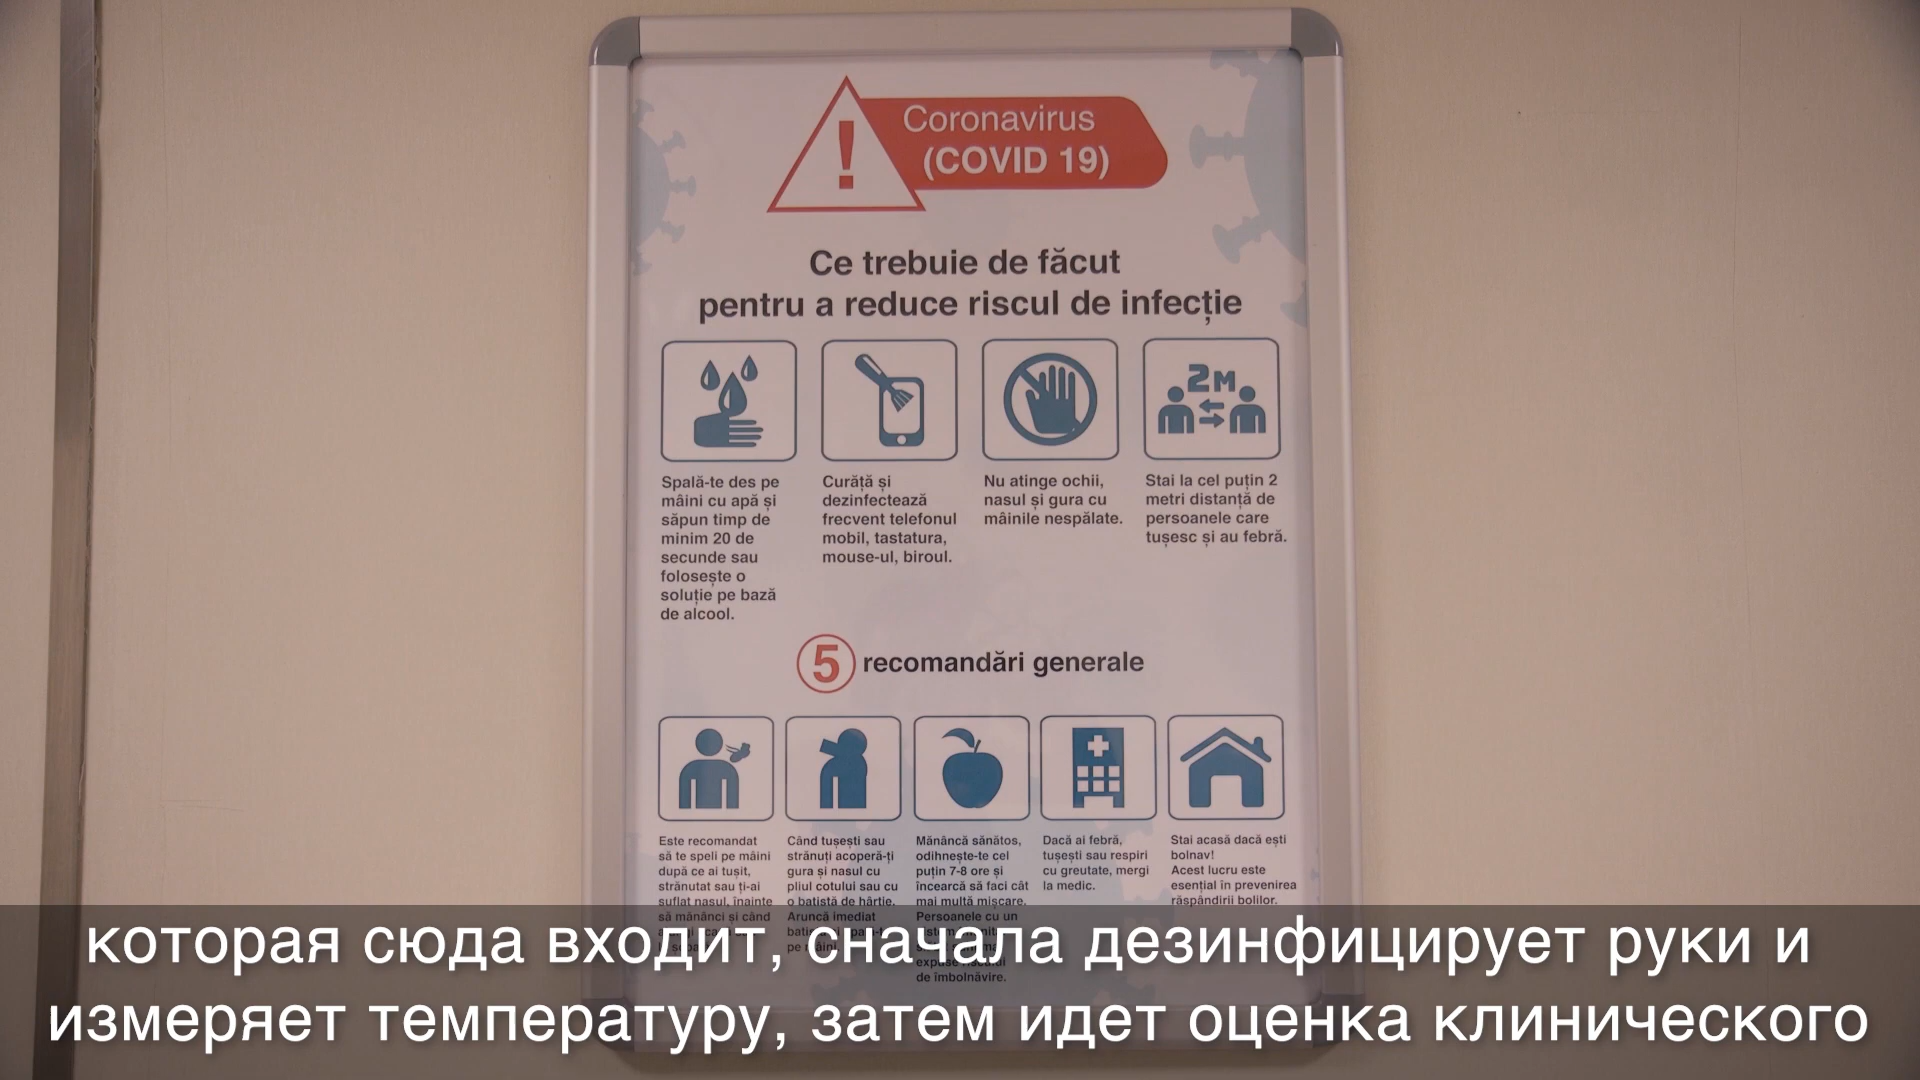 Coronavirus
(COVID 19)
Ce trebuie de făcut
pentru a reduce riscul de infecție
2M
Spală-te des pe
mâini cu apă și
săpun timp de
minim 20 de
secunde sau
folosește o
soluție pe bază
de alcool.
Curăță și
dezinfectează
frecvent telefonul
mobil, tastatura,
mouse-ul, biroul.
Nu atinge ochii,
nasul și gura cu
mâinile nespălate.
Stai la cel puțin 2
metri distanță de
persoanele care
tușesc și au febră.
5 recomandări generale
Este recomandat
să te speli pe mâini
după ce ai tușit,
strănutat sau ți-ai
suflat nasul, înainte
să mănânci și când
Când tușești sau
strănuți acoperă-ți
gura și nasul cu
pliul cotului sau cu
o batistă de hârtie.
Aruncă imediat
pe mâini
Mănâncă sănătos,
odihnește-te cel
puțin 7-8 ore și
încearcă să faci cât
mai multă mișcare.
Persoanele cu un
de îmbolnăvire.
Dacă ai febră,
tușești sau respiri
cu greutate, mergi
la medic.
Stai acasă dacă ești
bolnav!
Acest lucru este
esențial în prevenirea
răspândirii bolilor.
которая сюда входит, сначала дезинфицирует руки и
измеряет температуру, затем идет оценка клинического